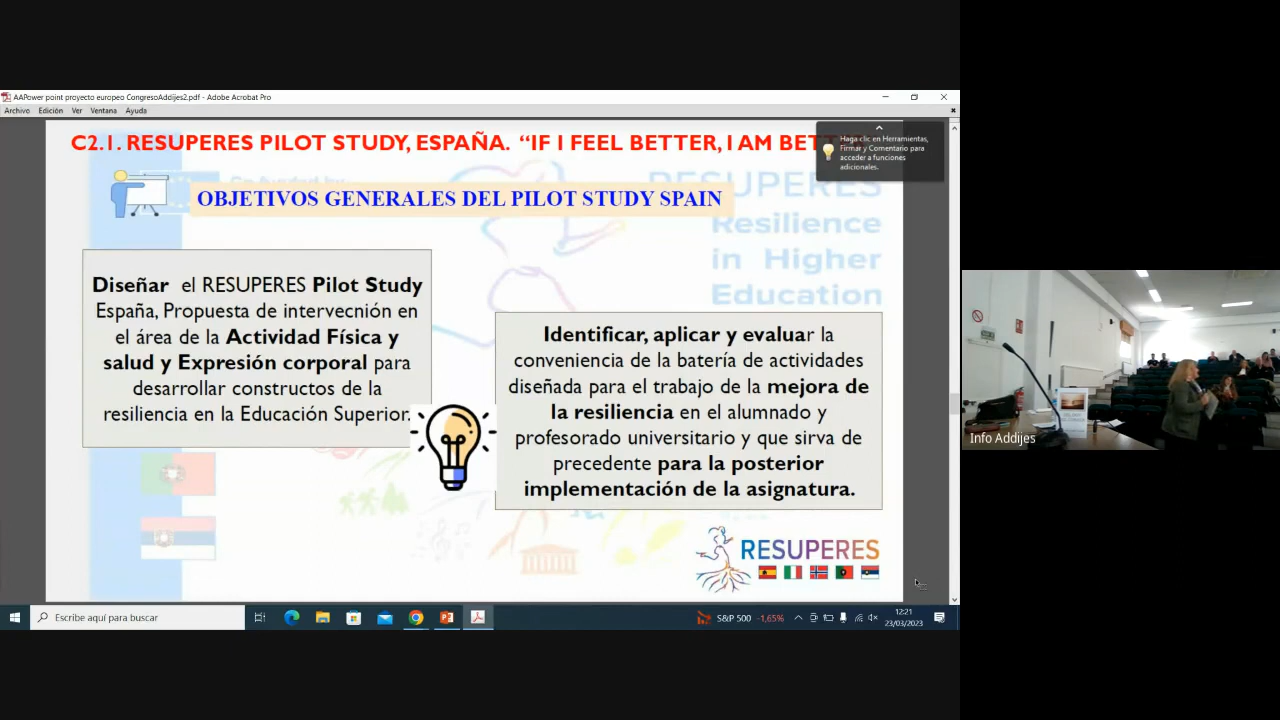 AAPower point proyecto europeo CongresoAddijes2.pdf - Adobe Acrobat Pro
Archivo Edición Ver Ventana Ayuda
C2.1. RESUPERES PILOT STUDY, ESPAÑA. “IF I FEEL BETTER, I AM
Haga clic en Herramientas,
Firmar y Comentario para
acceder a funciones
adicionales.
OBJETIVOS GENERALES DEL PILOT STUDY SPAIN
RESUPERES
Resilience
in Higher
Education
Diseñar el RESUPERES Pilot Study
España, Propuesta de intervecnión en
el área de la Actividad Física y
salud y Expresión corporal para
desarrollar constructos de la
resiliencia en la Educación Superior.
Identificar, aplicar y evaluar la
conveniencia de la batería de actividades
diseñada para el trabajo de la mejora de
la resiliencia en el alumnado y
profesorado universitario y que sirva de
precedente para la posterior
implementación de la asignatura.
RESUPERES
Info Addijes
Escribe aquí para buscar
S&P 500 -1,65%
12:21
23/03/2023